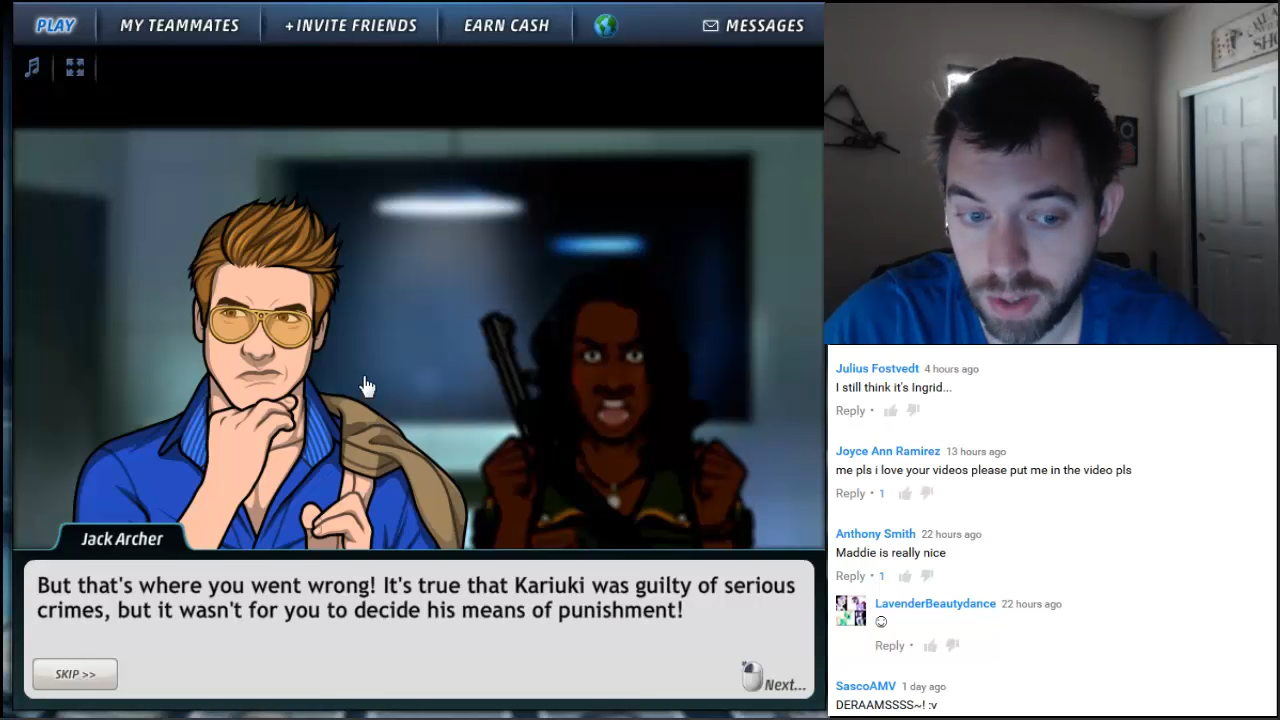 PLAY
MY TEAMMATES
+INVITE FRIENDS
EARN CASH
MESSAGES
Jack Archer
But that's where you went wrong! It's true that Kariuki was guilty of serious
crimes, but it wasn't for you to decide his means of punishment!
SKIP >>
Next...
Julius Fostvedt 4 hours ago
I still think it's Ingrid...
Reply •
Joyce Ann Ramirez 13 hours ago
me pls i love your videos please put me in the video pls
Reply • 1
Anthony Smith 22 hours ago
Maddie is really nice
Reply • 1
LavenderBeautydance 22 hours ago
Reply •
SascoAMV 1 day ago
DERAAMSSSS~! :v